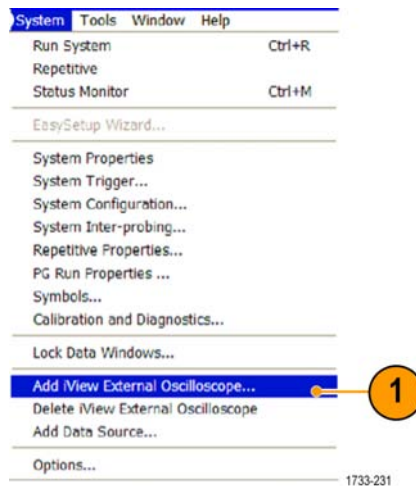 System Tools Window Help
Run System Ctrl+R
Repetitive
Status Monitor Ctrl+M
EasySetup Wizard...
System Properties
System Trigger...
System Configuration...
System Inter-probing...
Repetitive Properties...
PG Run Properties ...
Symbols...
Calibration and Diagnostics...
Lock Data Windows...
Add iView External Oscilloscope...
1
Delete iView External Oscilloscope
Add Data Source...
Options...
1733-231